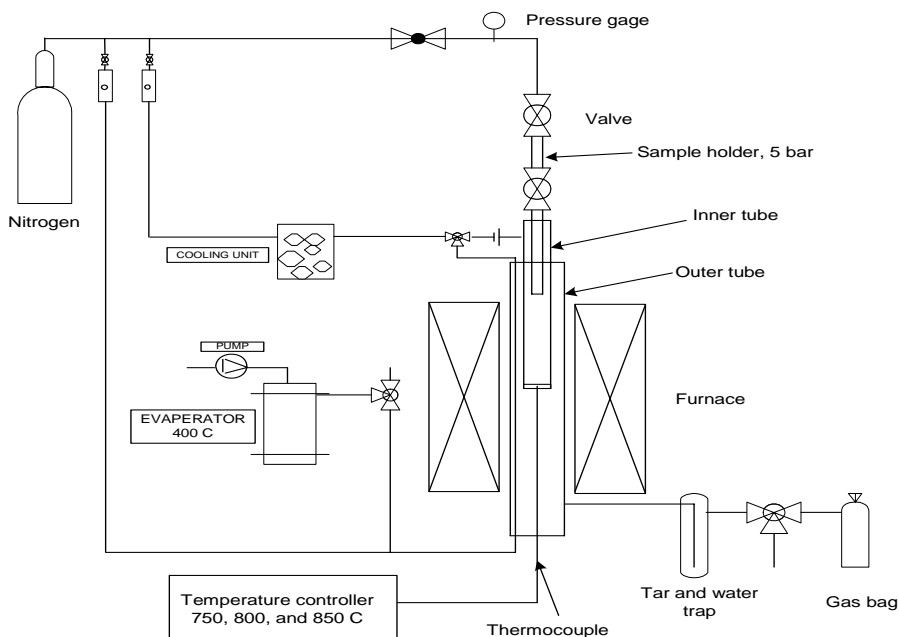 Pressure gage
Valve
Sample holder, 5 bar
Nitrogen
Inner tube
COOLING UNIT
Outer tube
PUMP
EVAPERATOR
400 C
Furnace
Temperature controller
750, 800, and 850 C
Thermocouple
Tar and water
trap
Gas bag